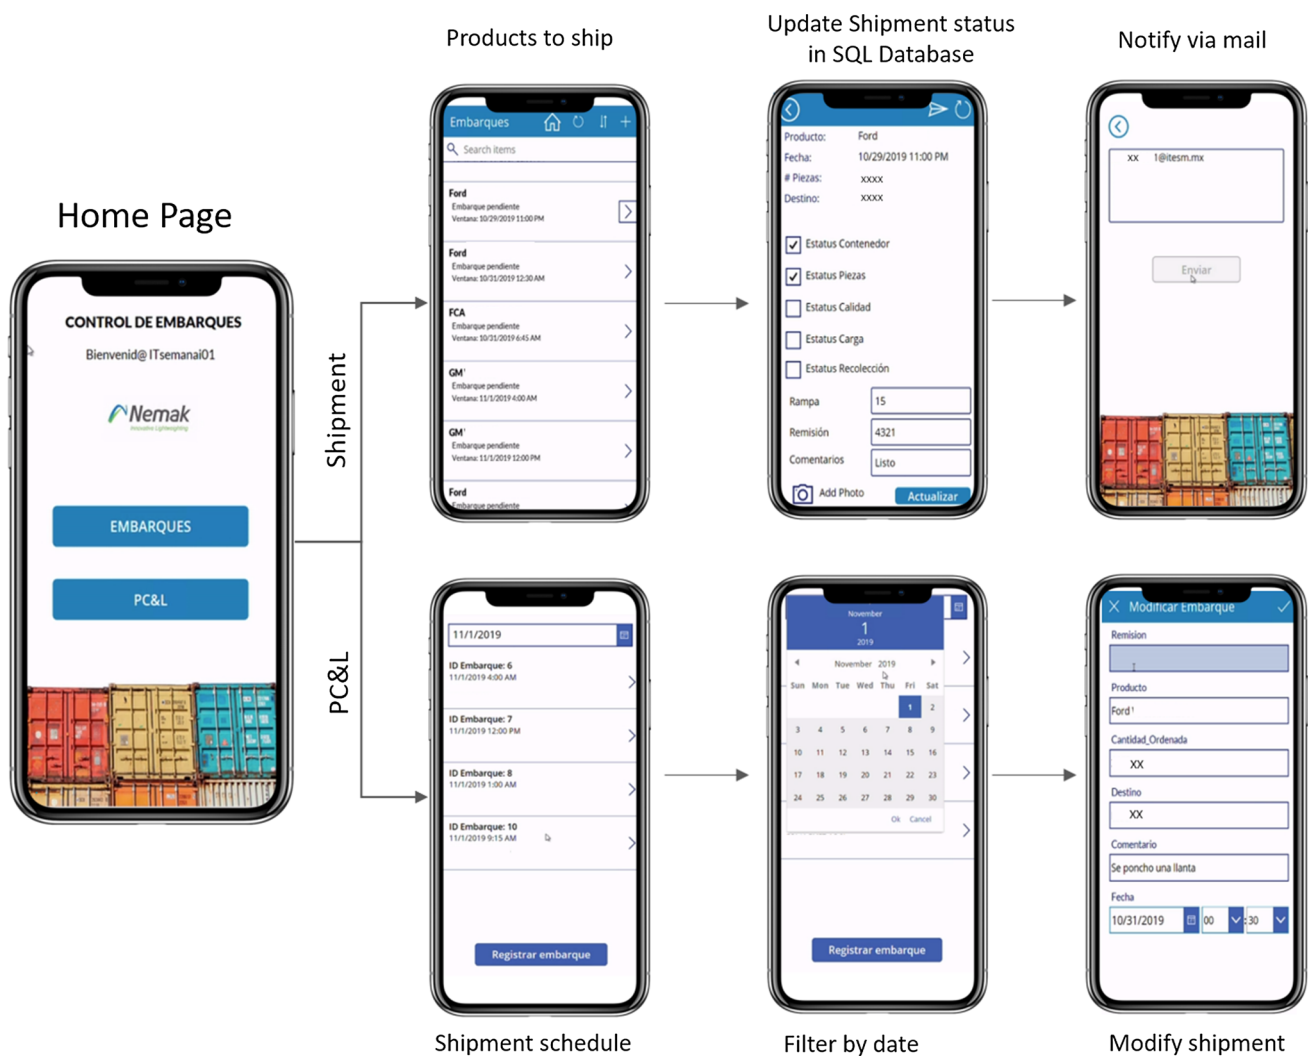 Home Page
CONTROL DE EMBARQUES
Bienvenid@ ITsemanai01
Nemak
Innovative Lightweighting
EMBARQUES
PC&L
Shipment
PC&L
Products to ship
Embarques
Search items
Ford
Embarque pendiente
Ventana: 10/29/2019 11:00 PM
Ford
Embarque pendiente
Ventana: 10/31/2019 12:30 AM
FCA
Embarque pendiente
Ventana: 10/31/2019 6:45 AM
GM
Embarque pendiente
Ventana: 11/1/2019 4:00 AM
GM
Embarque pendiente
Ventana: 11/1/2019 12:00 PM
Ford
Embarque pendiente
Update Shipment status
in SQL Database
Producto: Ford
Fecha: 10/29/2019 11:00 PM
# Piezas: xxxx
Destino: xxxx
Estatus Contenedor
Estatus Piezas
Estatus Calidad
Estatus Carga
Estatus Recolección
Rampa 15
Remisión 4321
Comentarios Listo
Add Photo Actualizar
Notify via mail
xx 1@itesm.mx
Enviar
11/1/2019
ID Embarque: 6
11/1/2019 4:00 AM
ID Embarque: 7
11/1/2019 12:00 PM
ID Embarque: 8
11/1/2019 1:00 AM
ID Embarque: 10
11/1/2019 9:15 AM
Registrar embarque
Shipment schedule
November
1
2019
November 2019
Sun Mon Tue Wed Thu Fri Sat
1 2
3 4 5 6 7 8 9
10 11 12 13 14 15 16
17 18 19 20 21 22 23
24 25 26 27 28 29 30
Ok Cancel
Registrar embarque
Filter by date
Modificar Embarque
Remision
Producto
Ford
Cantidad_Ordenada
XX
Destino
XX
Comentario
Se poncho una llanta
Fecha
10/31/2019 00 : 30
Modify shipment